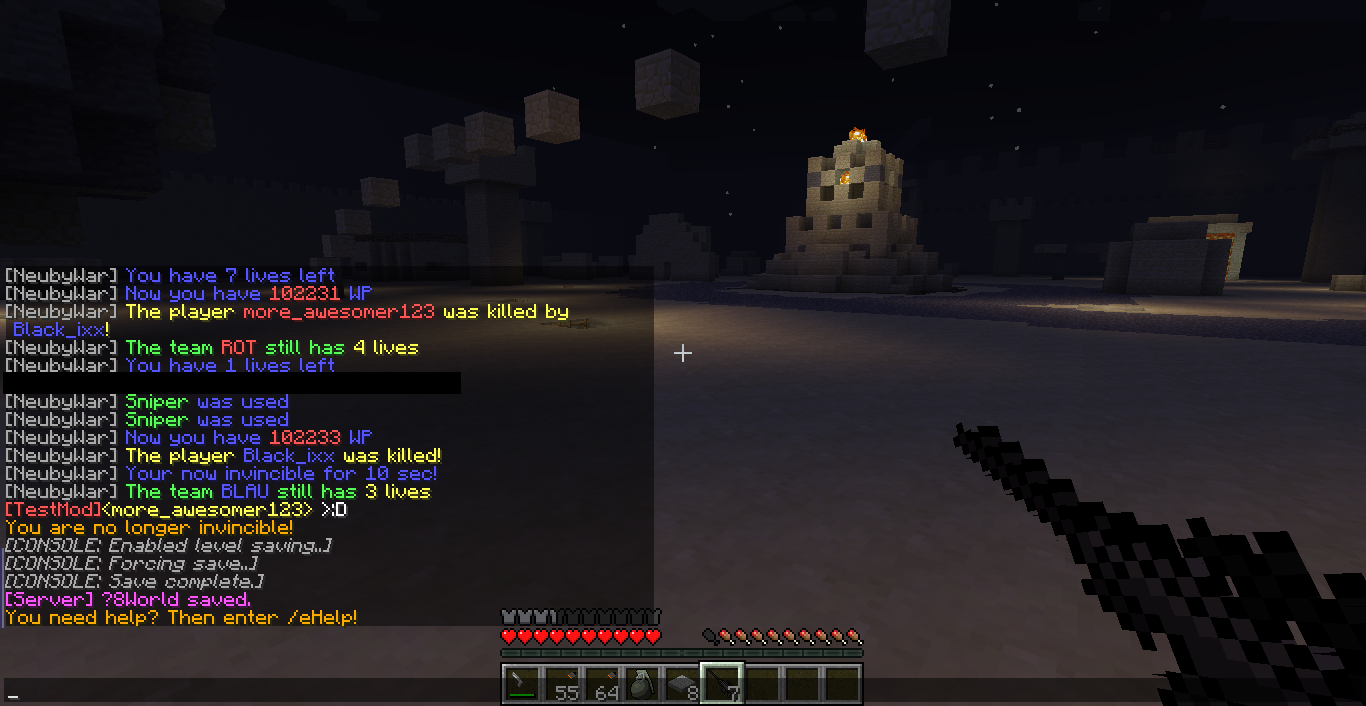 [NeubyWar] You have 7 lives left
[NeubyWar] Now you have 102231 WP
[NeubyWar] The player more_awesomer123 was killed by
Black_ixx!
[NeubyWar] The team ROT still has 4 lives
[NeubyWar] You have 1 lives left
[NeubyWar] Sniper was used
[NeubyWar] Sniper was used
[NeubyWar] Now you have 102233 WP
[NeubyWar] The player Black_ixx was killed!
[NeubyWar] Your now invincible for 10 sec!
[NeubyWar] The team BLAU still has 3 lives
[TestMod]<more_awesomer123> >:D
You are no longer invincible!
[CONSOLE: Enabled level saving..]
[CONSOLE: Forcing save..]
[CONSOLE: Save complete.]
[Server] ?8World saved.
You need help? Then enter /eHelp!
55 64 8 7
_